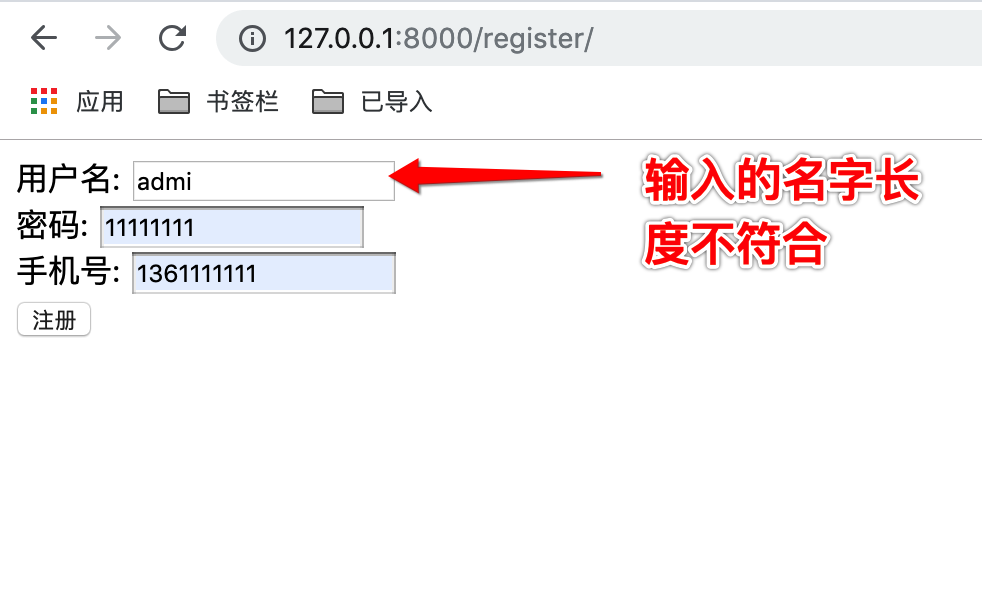 127.0.0.1:8000/register/
应用 书签栏 已导入
用户名: admi
输入的名字长
度不符合
密码: 11111111
手机号: 1361111111
注册